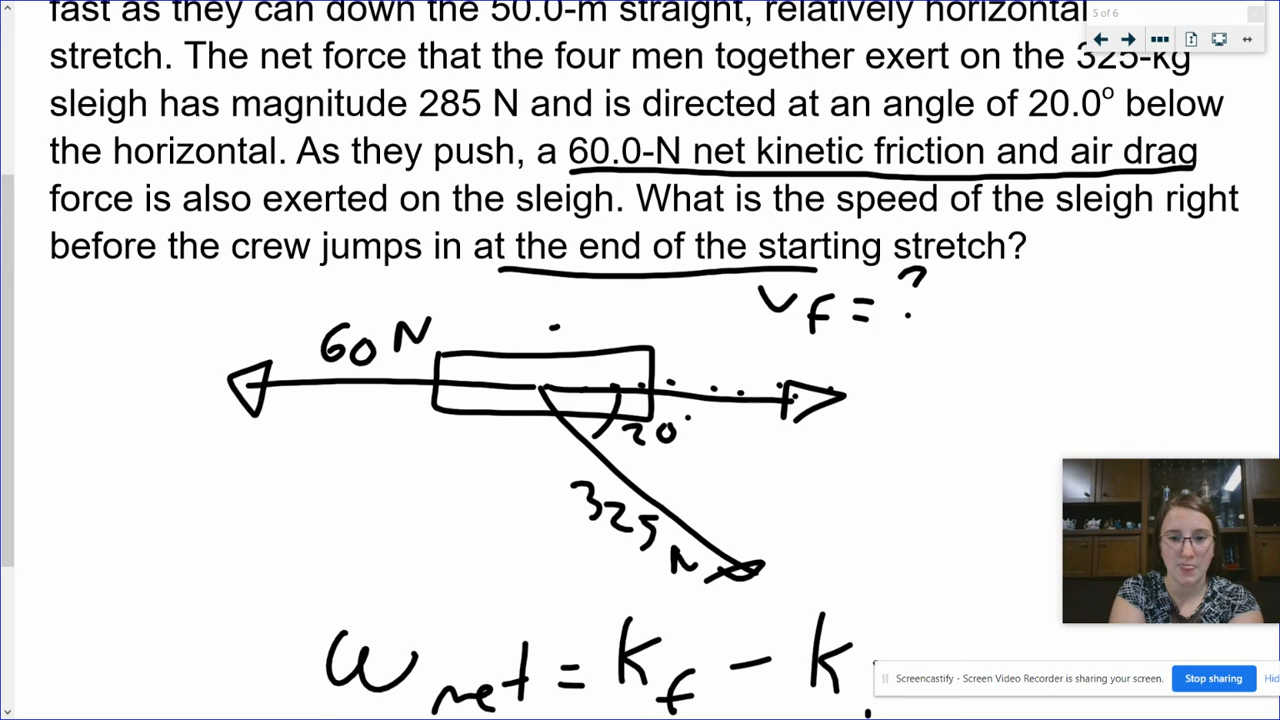 fast as they can down the 50.0-m straight, relatively horizontal
5 of 6
stretch. The net force that the four men together exert on the 325-kg
sleigh has magnitude 285 N and is directed at an angle of 20.0° below
the horizontal. As they push, a 60.0-N net kinetic friction and air drag
force is also exerted on the sleigh. What is the speed of the sleigh right
before the crew jumps in at the end of the starting stretch?
vf = ?
60 N
20°
325 N
Wnet = Kf - K
Screencastify - Screen Video Recorder is sharing your screen.
Stop sharing
Hid